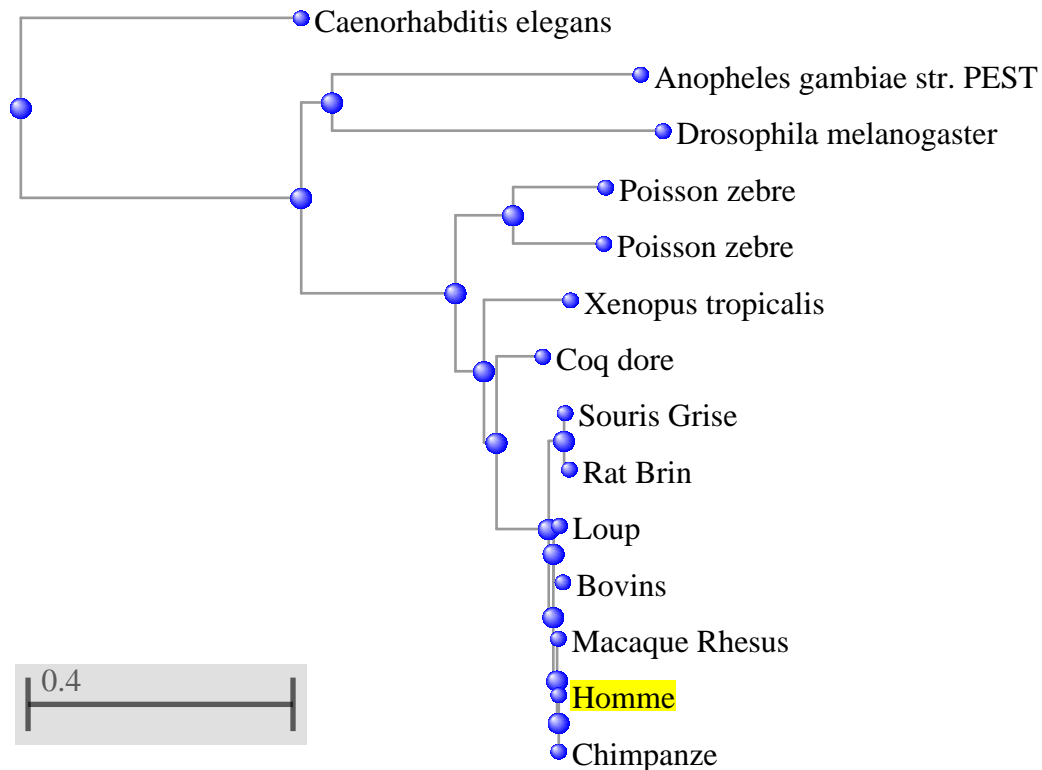 Caenorhabditis elegans
Anopheles gambiae str. PEST
Drosophila melanogaster
Poisson zebre
Poisson zebre
Xenopus tropicalis
Coq dore
Souris Grise
Rat Brin
Loup
Bovins
Macaque Rhesus
0.4
Homme
Chimpanze